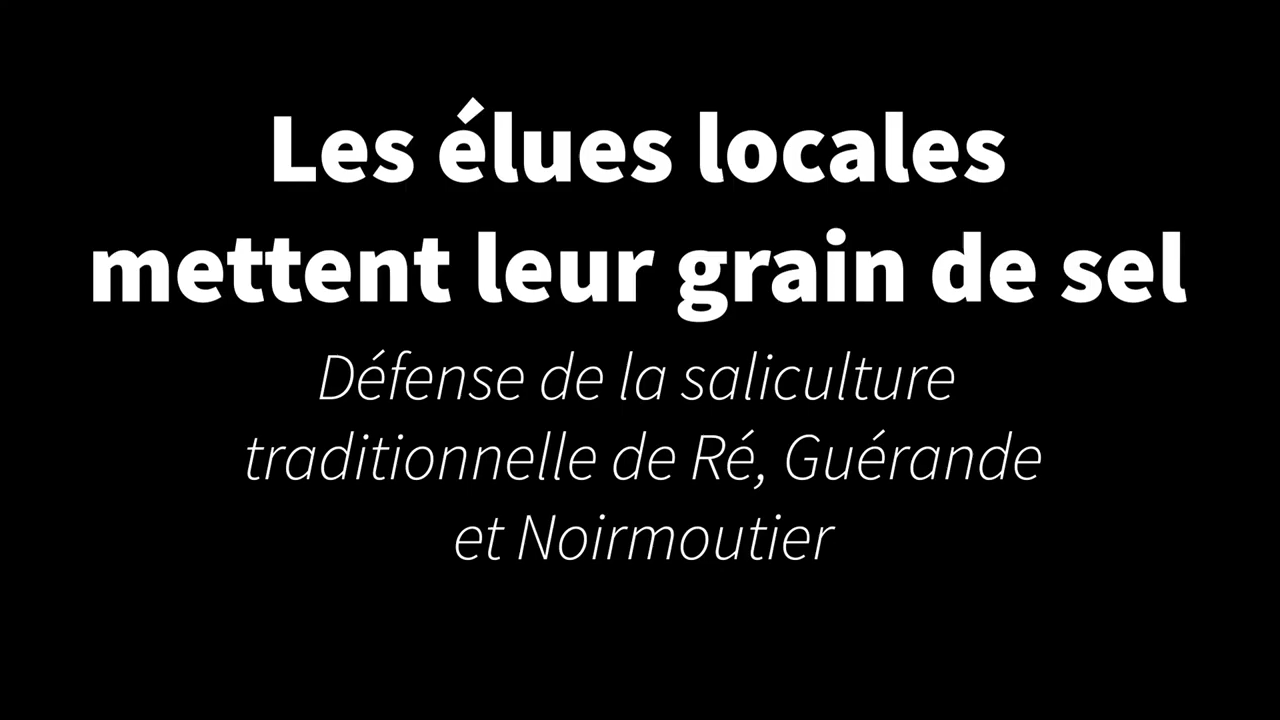 Les élues locales
mettent leur grain de sel
Défense de la saliculture
traditionnelle de Ré, Guérande
et Noirmoutier